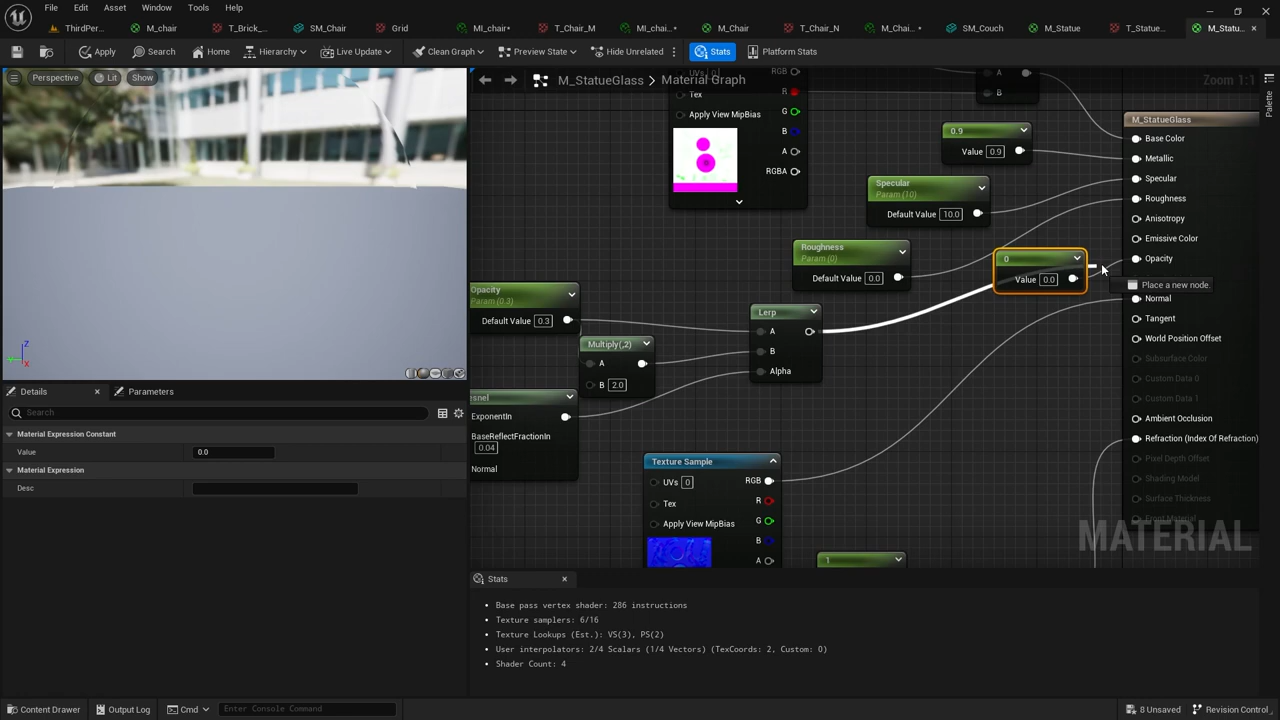 File Edit Asset Window Tools Help
ThirdPer... M_chair T_Brick_... SM_Chair Grid MI_chair• T_Chair_M MI_chai...• M_Chair T_Chair_N M_Chai...• SM_Couch M_Statue T_Statue... M_Statu...
Apply Search Home Hierarchy Live Update Clean Graph Preview State Hide Unrelated Stats Platform Stats
Perspective Lit Show
M_StatueGlass > Material Graph
Zoom 1:1
Palette
UVs 0 RGB
Tex R
Apply View MipBias G
B
A
RGBA
A
B
0.9
Value 0.9
Specular
Param (10)
Default Value 10.0
Roughness
Param (0)
Default Value 0.0
0
Value 0.0
Place a new node.
M_StatueGlass
Base Color
Metallic
Specular
Roughness
Anisotropy
Emissive Color
Opacity
Normal
Tangent
World Position Offset
Subsurface Color
Custom Data 0
Custom Data 1
Ambient Occlusion
Refraction (Index Of Refraction)
Pixel Depth Offset
Shading Model
Surface Thickness
Front Material
MATERIAL
Opacity
Param (0.3)
Default Value 0.3
Multiply(,2)
A
B 2.0
Lerp
A
B
Alpha
ExponentIn
BaseReflectFractionIn
0.04
Normal
Texture Sample
UVs 0 RGB
Tex R
Apply View MipBias G
B
A
1
Z
X
Details Parameters
Search
Material Expression Constant
Value 0.0
Material Expression
Desc
Stats
Base pass vertex shader: 286 instructions
Texture samplers: 6/16
Texture Lookups (Est.): VS(3), PS(2)
User interpolators: 2/4 Scalars (1/4 Vectors) (TexCoords: 2, Custom: 0)
Shader Count: 4
Content Drawer Output Log Cmd Enter Console Command 8 Unsaved Revision Control